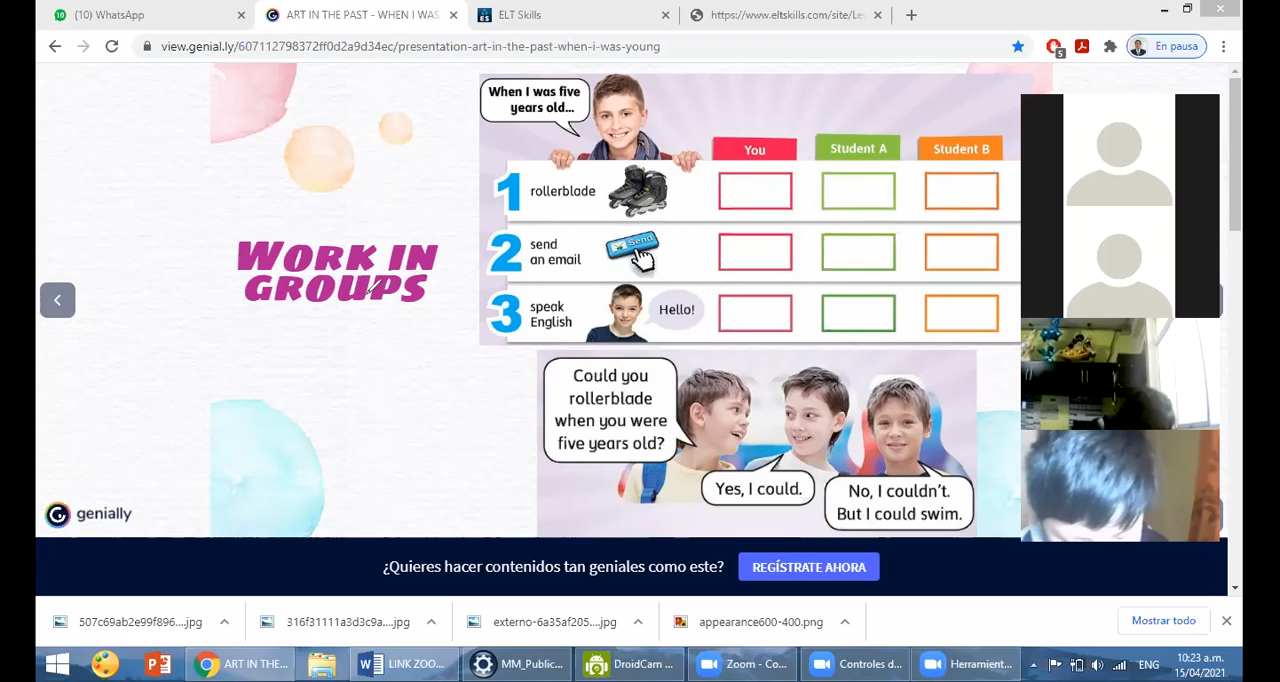 (10) WhatsApp
ART IN THE PAST - WHEN I WAS
ELT Skills
https://www.eltskills.com/site/Le
view.genial.ly/607112798372ff0d2a9d34ec/presentation-art-in-the-past-when-i-was-young
5
En pausa
When I was five
years old...
You
Student A
Student B
1
rollerblade
2
send
an email
Send
3
speak
English
Hello!
WORK IN
GROUPS
Could you
rollerblade
when you were
five years old?
Yes, I could.
No, I couldn't.
But I could swim.
genially
¿Quieres hacer contenidos tan geniales como este?
REGÍSTRATE AHORA
507c69ab2e99f896....jpg
316f31111a3d3c9a....jpg
externo-6a35af205....jpg
appearance600-400.png
Mostrar todo
ART IN THE...
LINK ZOO...
MM_Public...
DroidCam ...
Zoom - Co...
Controles d...
Herramient...
ENG
10:23 a.m.
15/04/2021